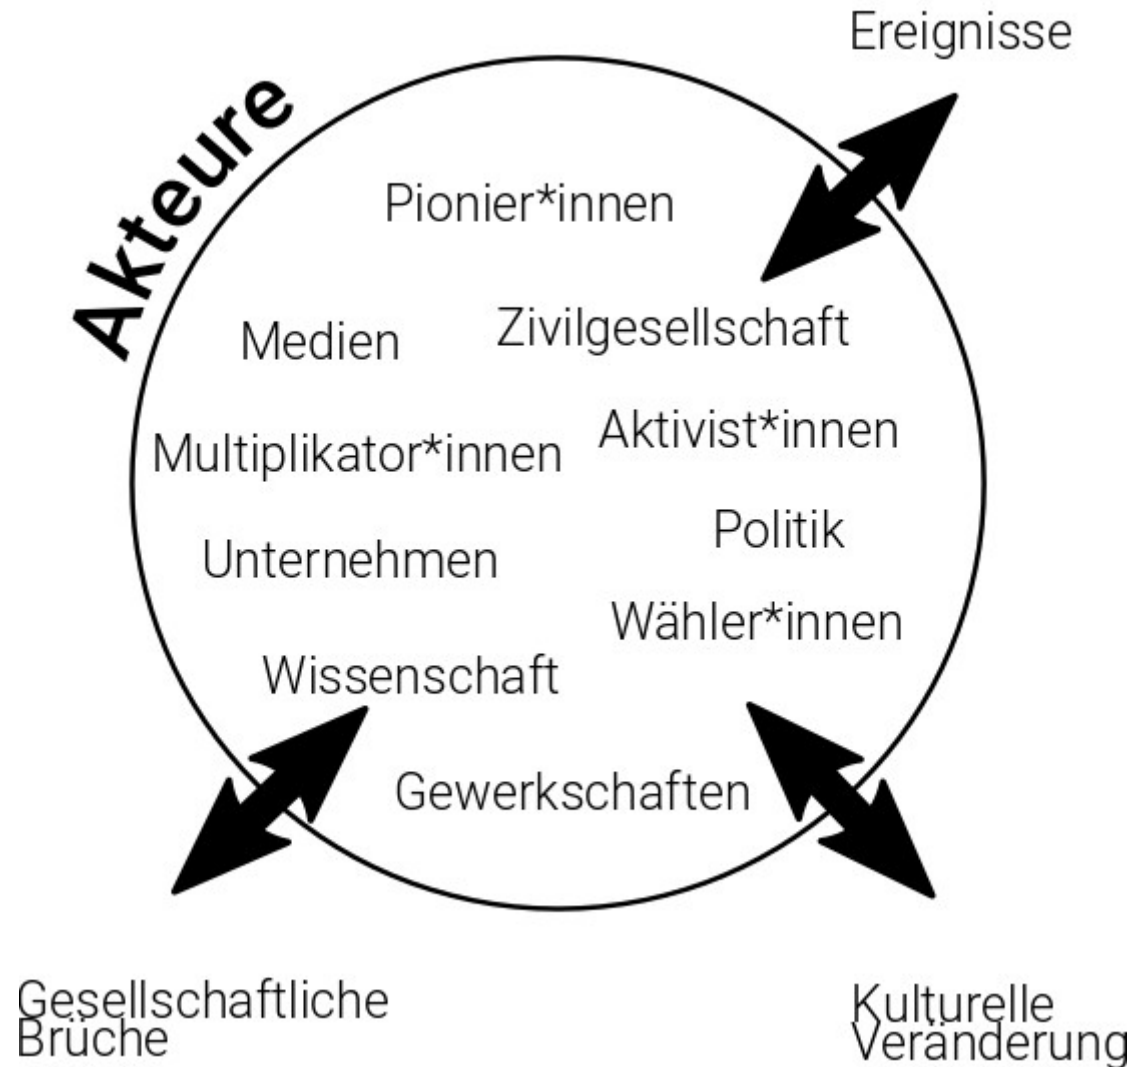 Ereignisse
Akteure
Pionier*innen
Medien
Zivilgesellschaft
Multiplikator*innen
Aktivist*innen
Unternehmen
Politik
Wähler*innen
Wissenschaft
Gewerkschaften
Gesellschaftliche
Brüche
Kulturelle
Veränderung